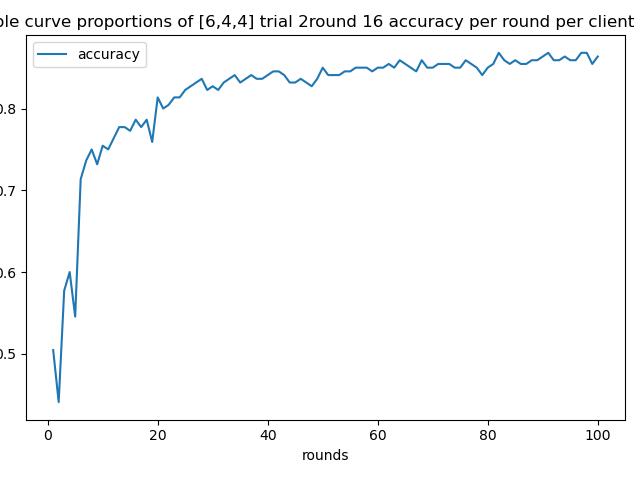 curve proportions of [6,4,4] trial 2round 16 accuracy per round per client
accuracy
0.8
0.7
0.6
0.5
0 20 40 60 80 100
rounds